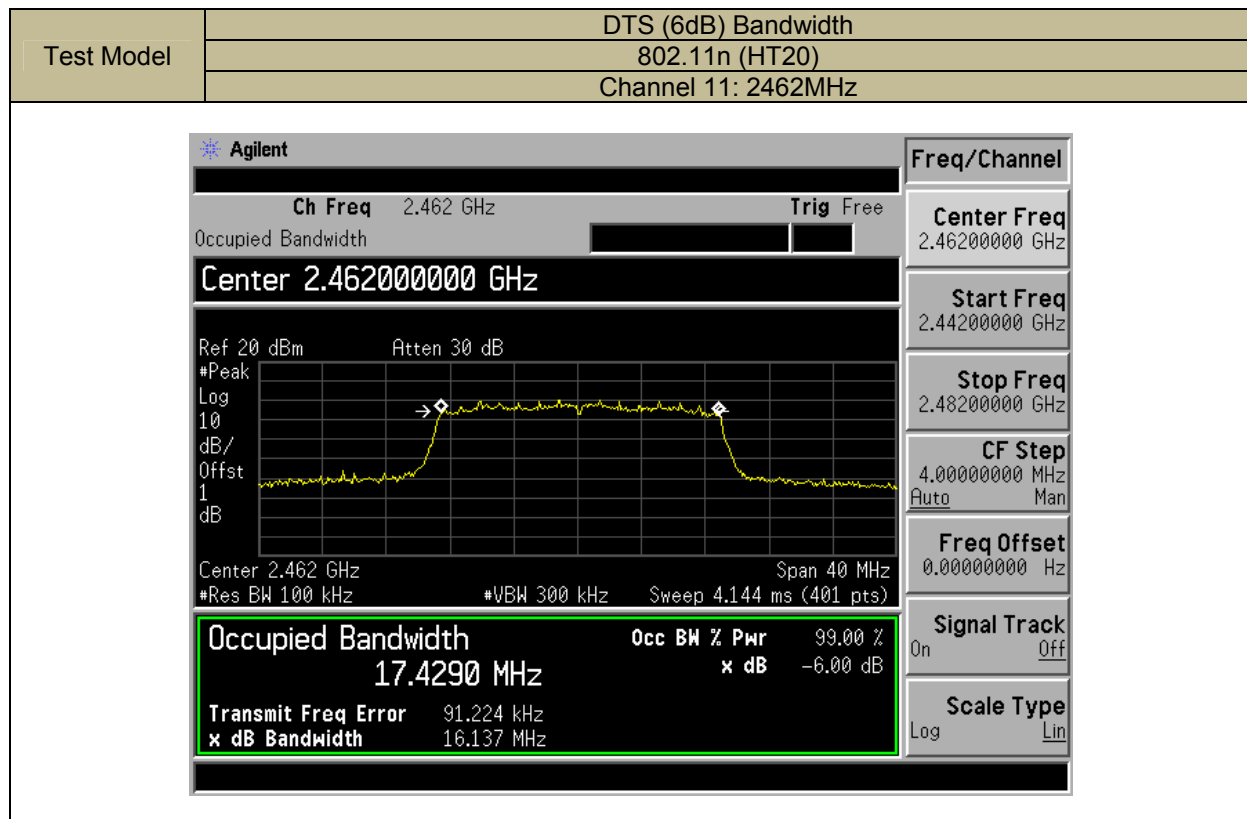 Test Model
DTS (6dB) Bandwidth
802.11n (HT20)
Channel 11: 2462MHz
Agilent
Ch Freq 2.462 GHz Trig Free
Occupied Bandwidth
Center 2.462000000 GHz
Ref 20 dBm Atten 30 dB
#Peak
Log
10
dB/
Offst
1
dB
Center 2.462 GHz Span 40 MHz
#Res BW 100 kHz #VBW 300 kHz Sweep 4.144 ms (401 pts)
Occupied Bandwidth Occ BW % Pwr 99.00 %
17.4290 MHz x dB -6.00 dB
Transmit Freq Error 91.224 kHz
x dB Bandwidth 16.137 MHz
Freq/Channel
Center Freq
2.46200000 GHz
Start Freq
2.44200000 GHz
Stop Freq
2.48200000 GHz
CF Step
4.00000000 MHz
Auto Man
Freq Offset
0.00000000 Hz
Signal Track
On Off
Scale Type
Log Lin